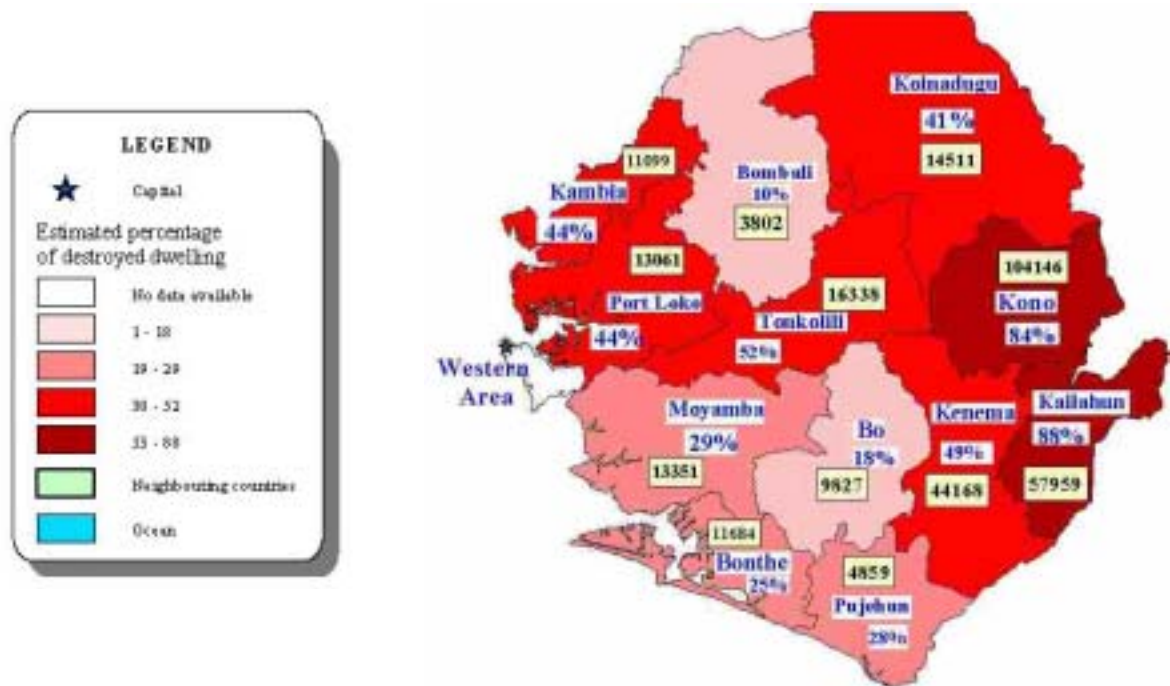 LEGEND
Capital
Estimated percentage
of destroyed dwelling
No data available
1 - 18
19 - 29
30 - 52
53 - 88
Neighbouring countries
Ocean
Koinadugu
41%
14511
11099
Kambia
44%
Bombali
10%
3802
13061
Port Loko
44%
16338
Tonkolili
52%
104146
Kono
84%
Western
Area
Moyamba
29%
13351
Bo
18%
9827
Kenema
49%
44168
Kailahun
88%
57959
11684
Bonthe
25%
4859
Pujehun
28%